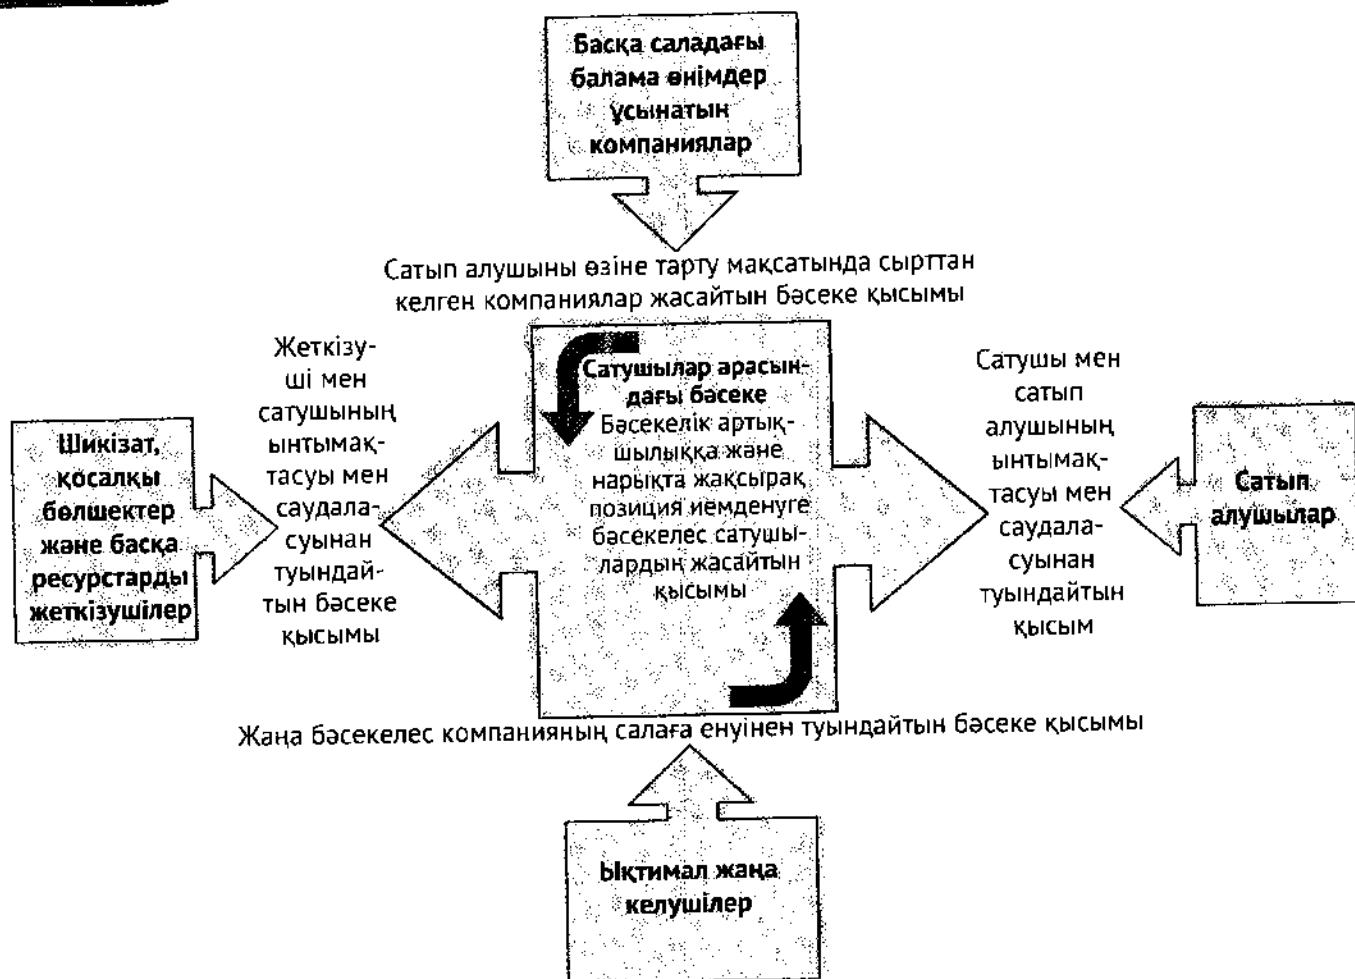 Басқа саладағы
балама өнімдер
ұсынатын
компаниялар
Сатып алушыны өзіне тарту мақсатында сырттан
келген компаниялар жасайтын бәсеке қысымы
Шикізат,
қосалқы
бөлшектер
және басқа
ресурстарды
жеткізушілер
Жеткізу-
ші мен
сатушының
ынтымақ-
тасуы мен
саудала-
суынан
туындай-
тын бәсеке
қысымы
Сатушылар арасын-
дағы бәсеке
Бәсекелік артық-
шылыққа және
нарықта жақсырақ
позиция иемденуге
бәсекелес сатушы-
лардың жасайтын
қысымы
Сатушы мен
сатып
алушының
ынтымақ-
тасуы мен
саудала-
суынан
туындайтын
қысым
Сатып
алушылар
Жаңа бәсекелес компанияның салаға енуінен туындайтын бәсеке қысымы
Ықтимал жаңа
келушілер